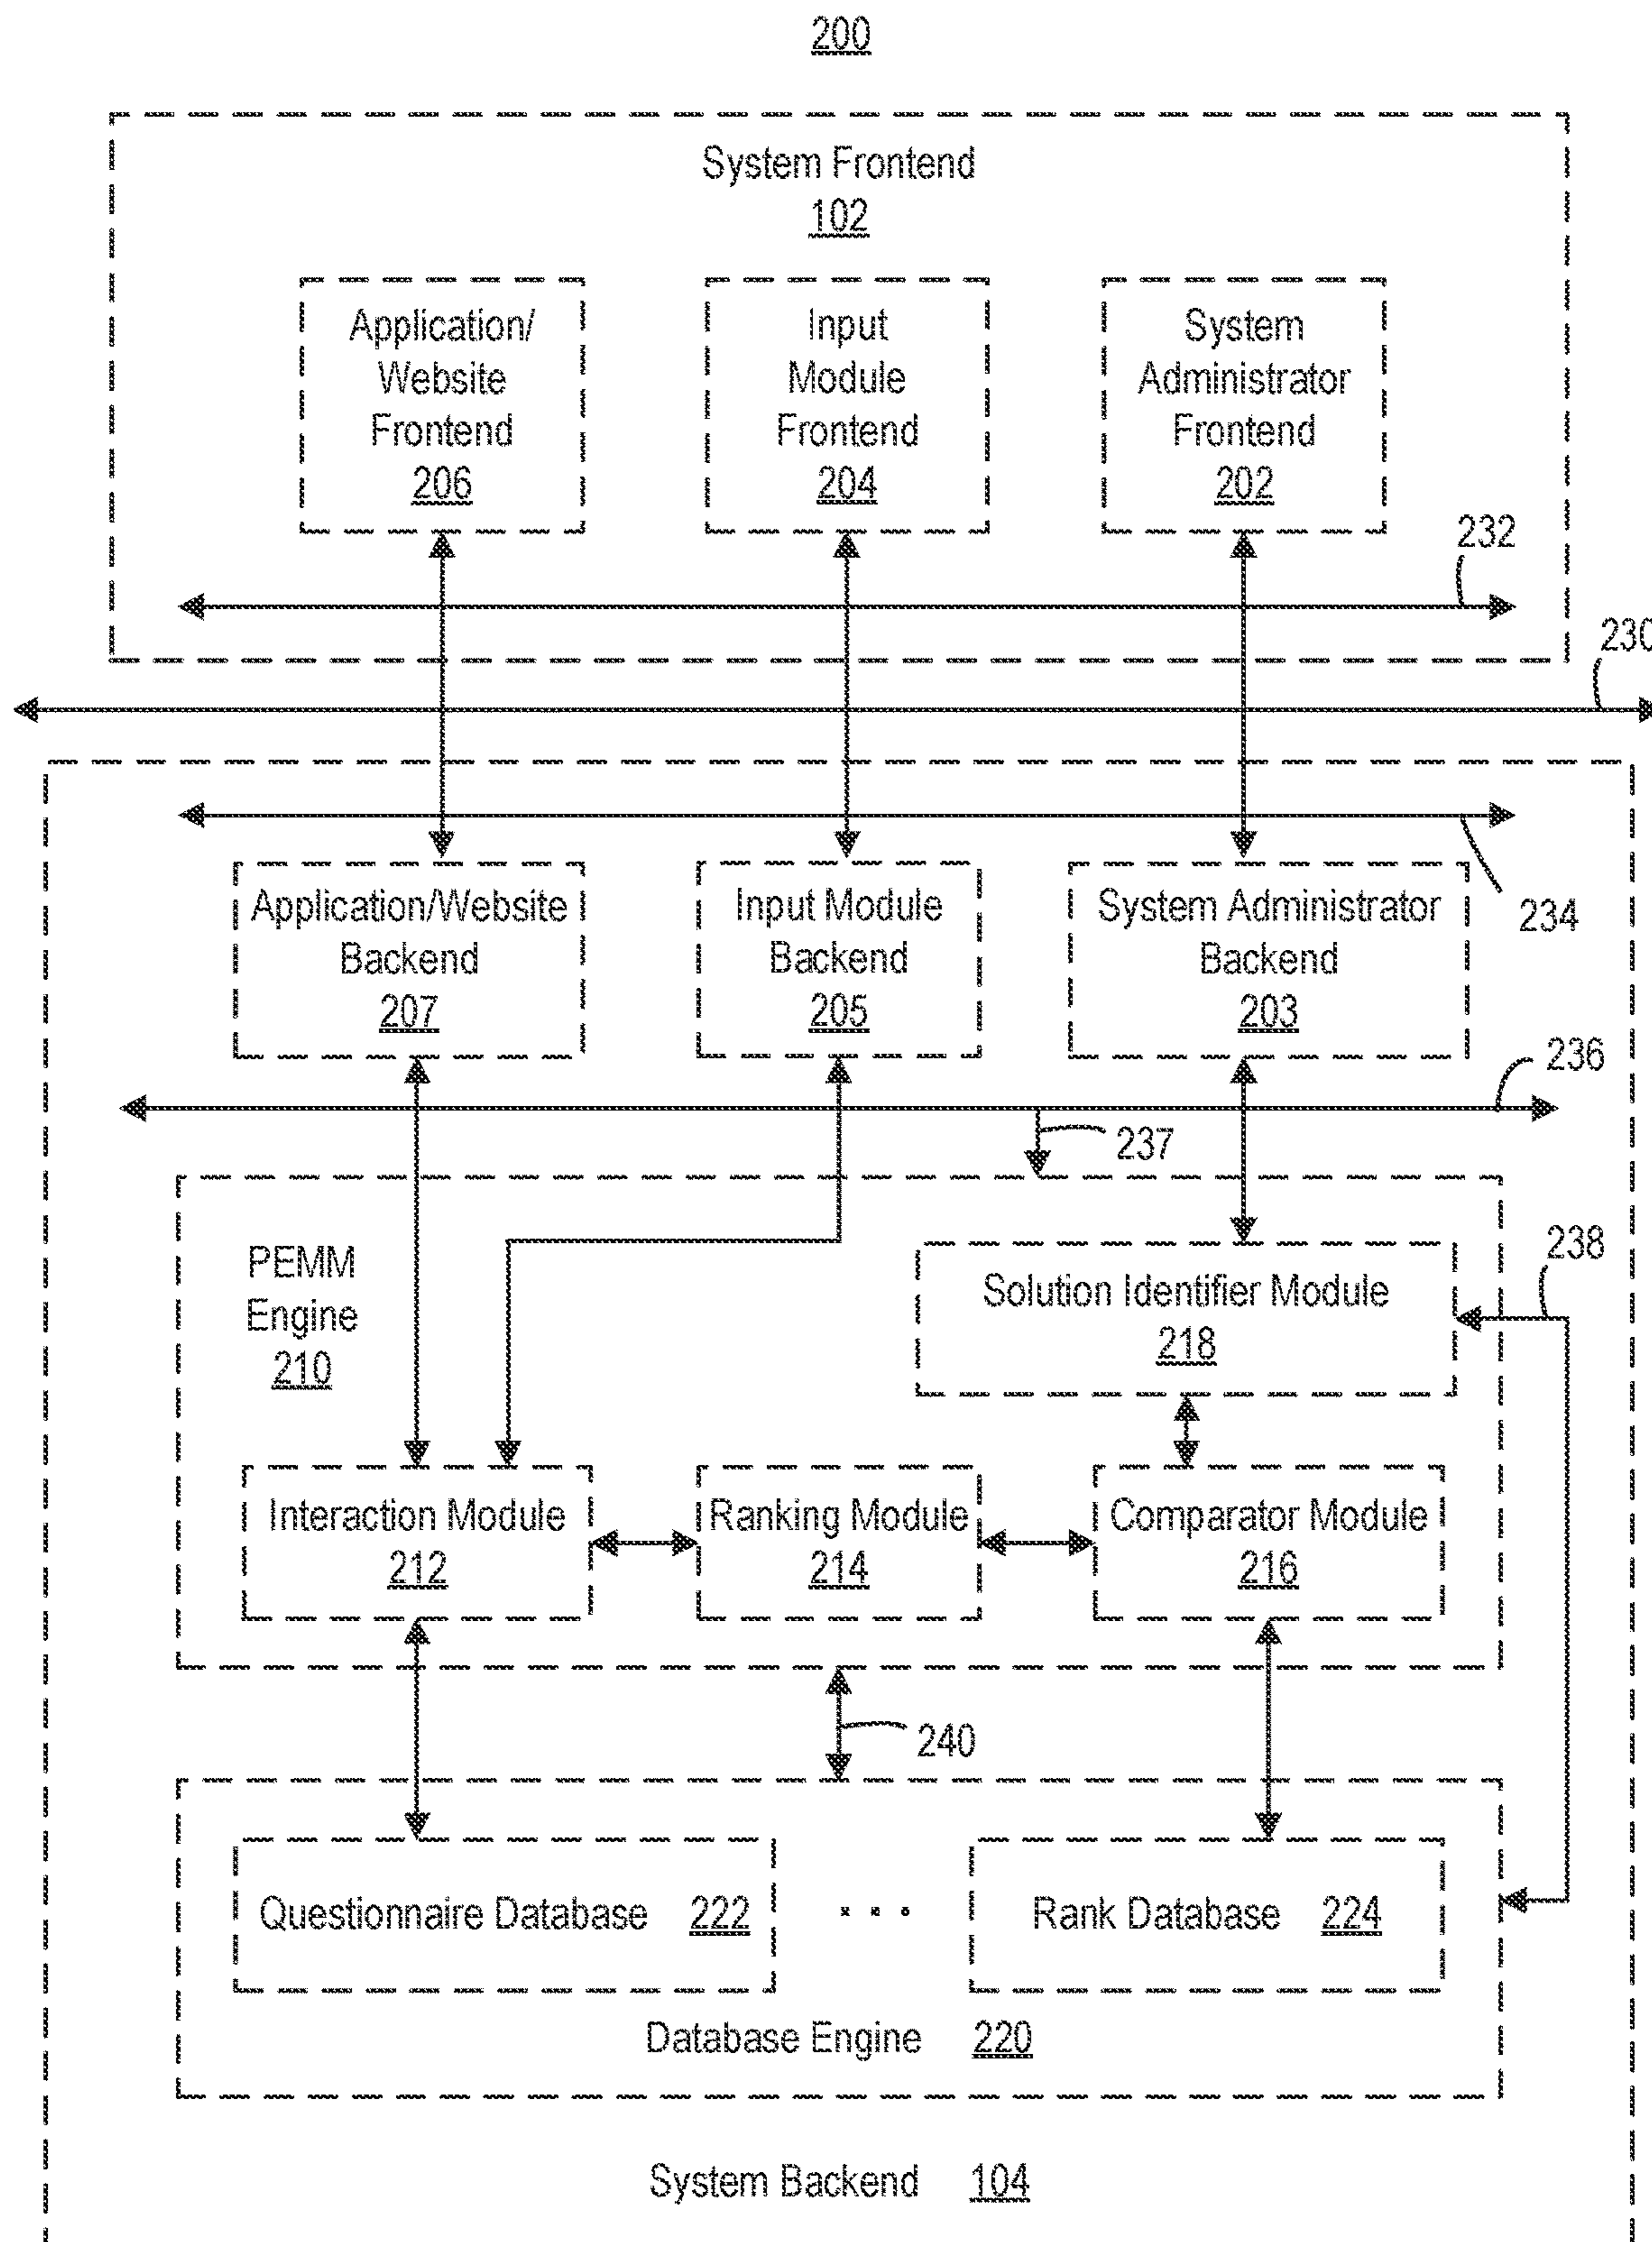 200
System Frontend
102
Application/
Website
Frontend
206
Input
Module
Frontend
204
System
Administrator
Frontend
202
232
230
234
Application/Website
Backend
207
Input Module
Backend
205
System Administrator
Backend
203
236
237
238
PEMM
Engine
210
Solution Identifier Module
218
Interaction Module
212
Ranking Module
214
Comparator Module
216
240
Questionnaire Database 222
Rank Database 224
Database Engine 220
System Backend 104